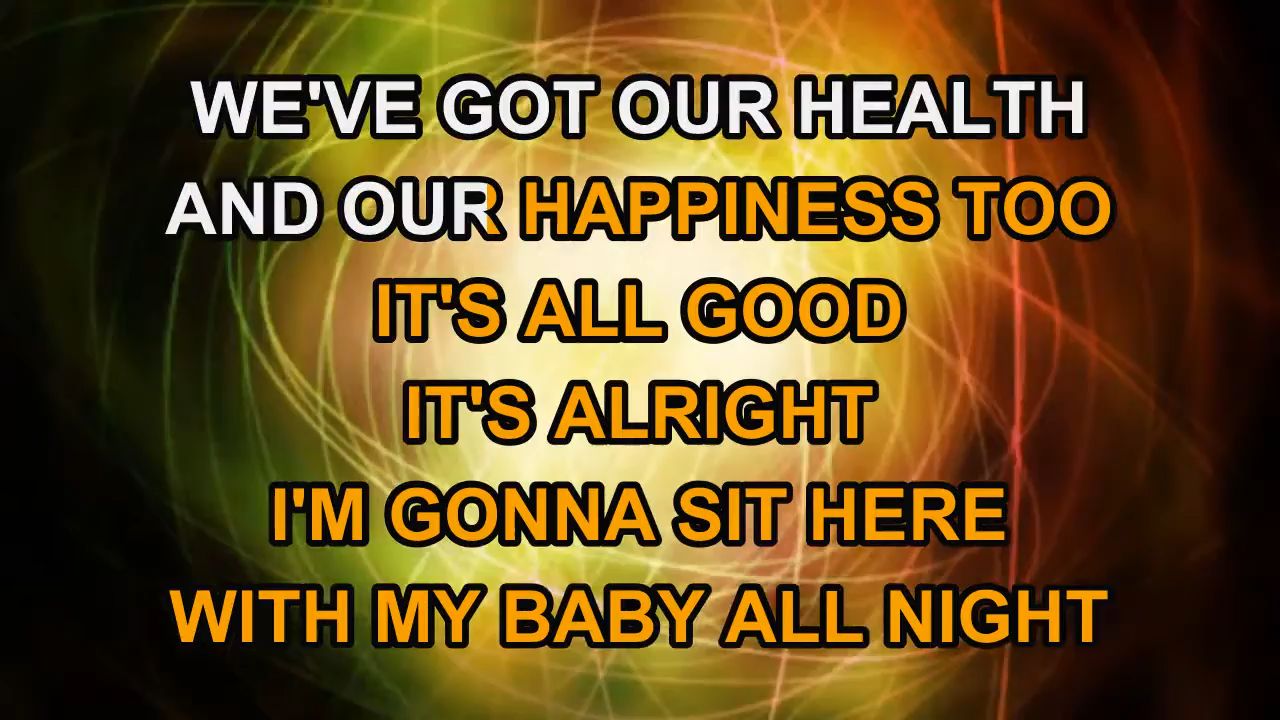 WE'VE GOT OUR HEALTH
AND OUR HAPPINESS TOO
IT'S ALL GOOD
IT'S ALRIGHT
I'M GONNA SIT HERE
WITH MY BABY ALL NIGHT